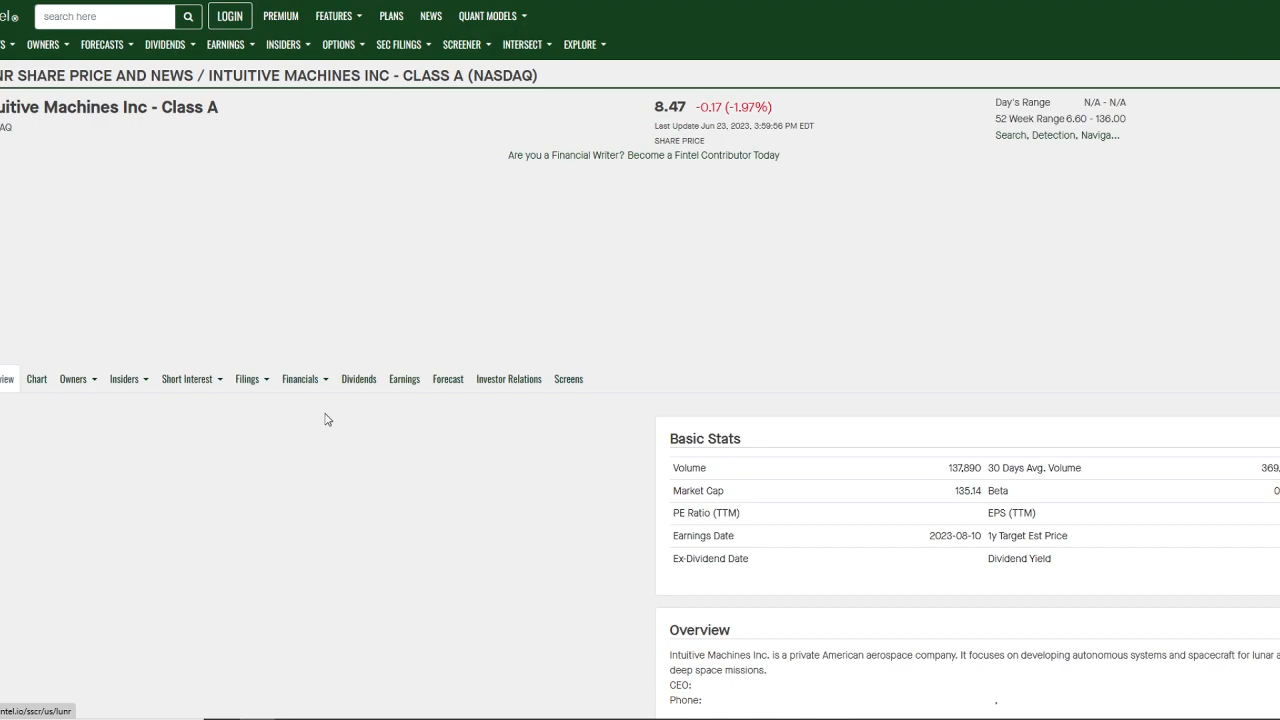 el®
search here
LOGIN
PREMIUM
FEATURES
PLANS
NEWS
QUANT MODELS
S
OWNERS
FORECASTS
DIVIDENDS
EARNINGS
INSIDERS
OPTIONS
SEC FILINGS
SCREENER
INTERSECT
EXPLORE
NR SHARE PRICE AND NEWS / INTUITIVE MACHINES INC - CLASS A (NASDAQ)
uitive Machines Inc - Class A
AQ
8.47 -0.17 (-1.97%)
Last Update Jun 23, 2023, 3:59:56 PM EDT
SHARE PRICE
Day's Range N/A - N/A
52 Week Range 6.60 - 136.00
Search, Detection, Naviga...
Are you a Financial Writer? Become a Fintel Contributor Today
view
Chart
Owners
Insiders
Short Interest
Filings
Financials
Dividends
Earnings
Forecast
Investor Relations
Screens
Basic Stats
Volume 137,890 30 Days Avg. Volume 369,
Market Cap 135.14 Beta 0
PE Ratio (TTM) EPS (TTM)
Earnings Date 2023-08-10 1y Target Est Price
Ex-Dividend Date Dividend Yield
Overview
Intuitive Machines Inc. is a private American aerospace company. It focuses on developing autonomous systems and spacecraft for lunar a
deep space missions.
CEO:
Phone: ,
ntel.io/sscr/us/lunr